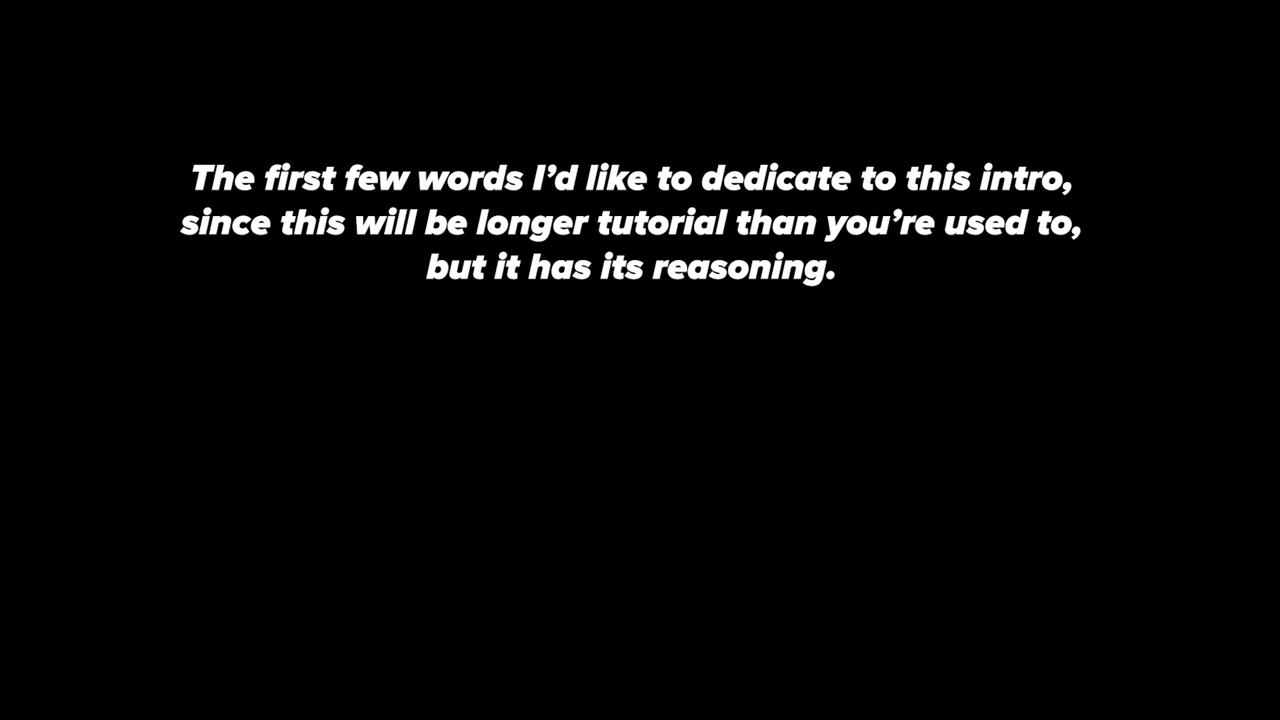 The first few words I’d like to dedicate to this intro,
since this will be longer tutorial than you’re used to,
but it has its reasoning.